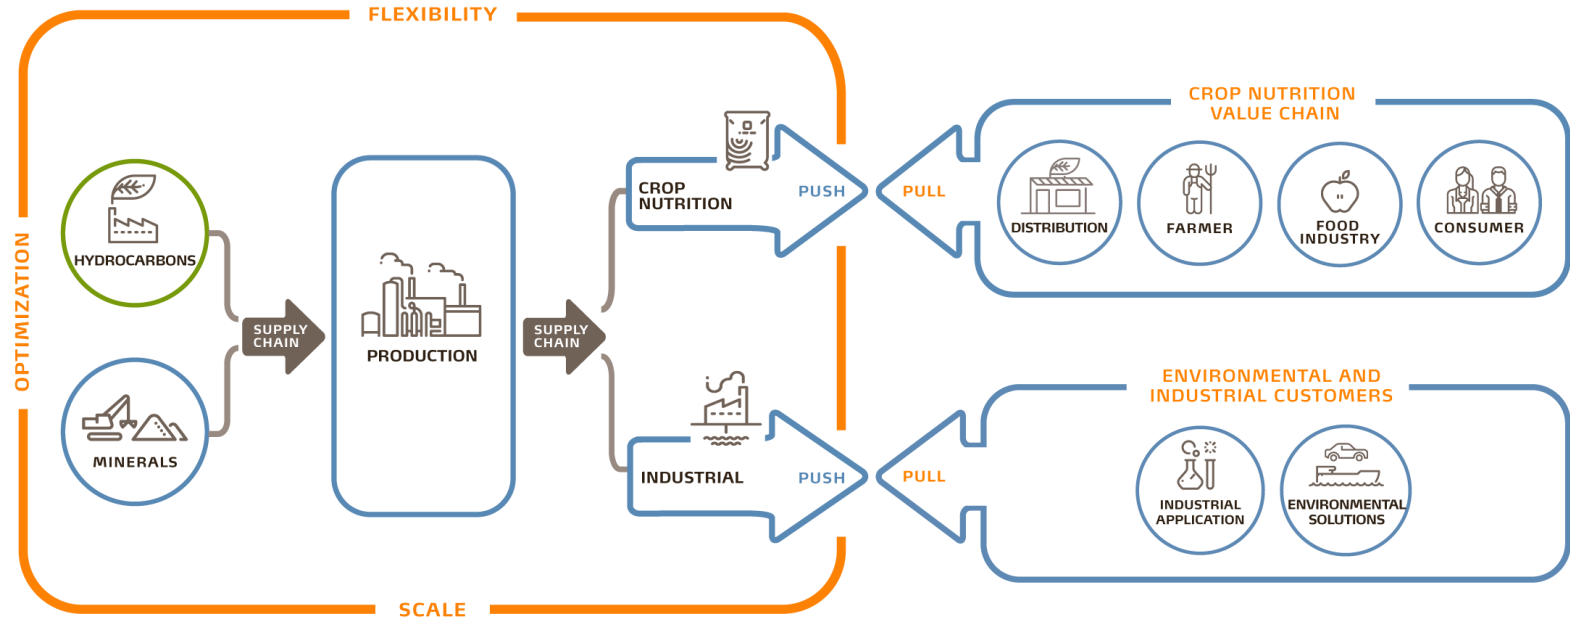 FLEXIBILITY
OPTIMIZATION
HYDROCARBONS
MINERALS
SUPPLY
CHAIN
PRODUCTION
SUPPLY
CHAIN
CROP
NUTRITION
PUSH
INDUSTRIAL
PUSH
SCALE
PULL
CROP NUTRITION
VALUE CHAIN
DISTRIBUTION
FARMER
FOOD
INDUSTRY
CONSUMER
PULL
ENVIRONMENTAL AND
INDUSTRIAL CUSTOMERS
INDUSTRIAL
APPLICATION
ENVIRONMENTAL
SOLUTIONS